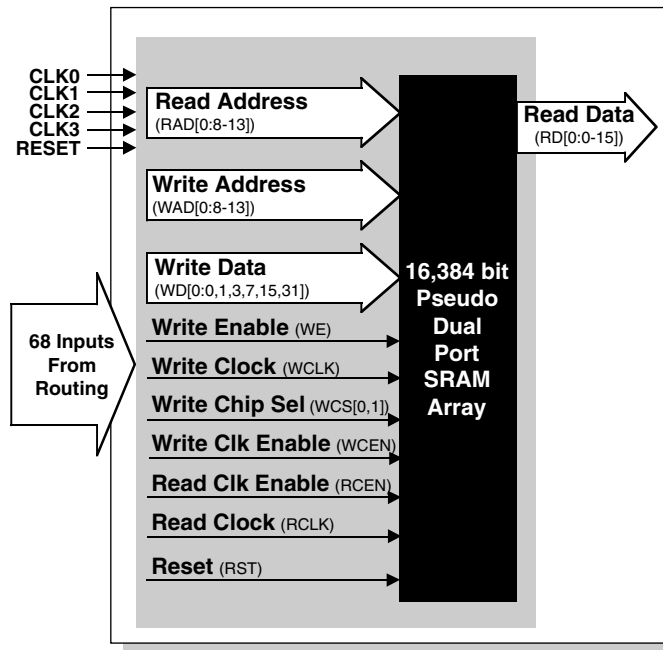 CLK0
CLK1
CLK2
CLK3
RESET
Read Address
(RAD[0:8-13])
Read Data
(RD[0:0-15])
Write Address
(WAD[0:8-13])
Write Data
(WD[0:0,1,3,7,15,31])
16,384 bit
Pseudo
Dual
Port
SRAM
Array
68 Inputs
From
Routing
Write Enable (WE)
Write Clock (WCLK)
Write Chip Sel (WCS[0,1])
Write Clk Enable (WCEN)
Read Clk Enable (RCEN)
Read Clock (RCLK)
Reset (RST)